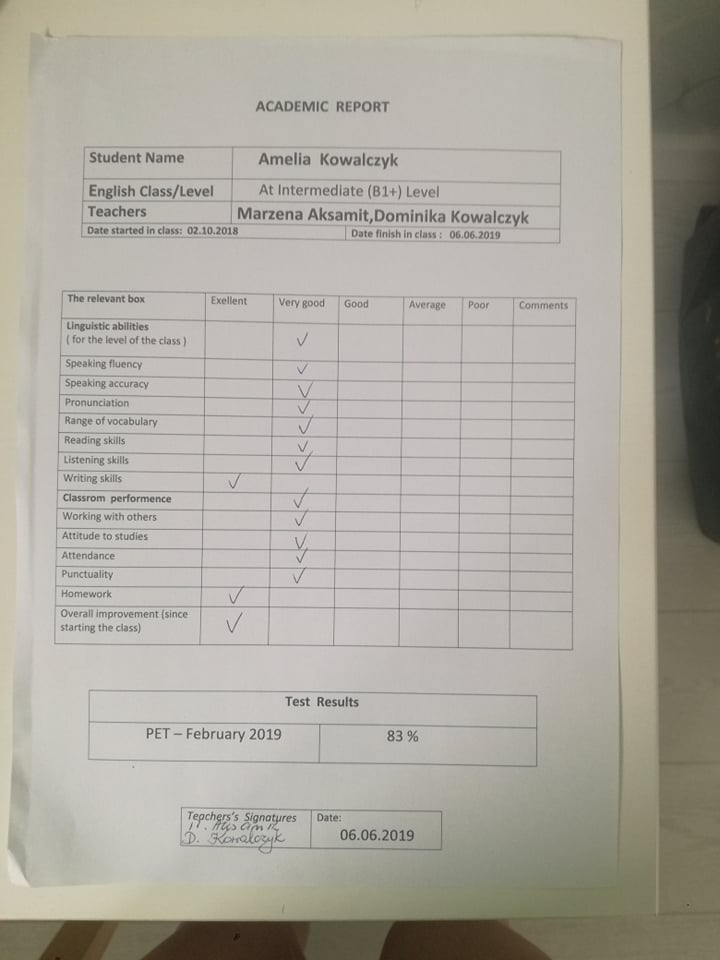 ACADEMIC REPORT
Student Name Amelia Kowalczyk
English Class/Level At Intermediate (B1+) Level
Teachers Marzena Aksamit,Dominika Kowalczyk
Date started in class: 02.10.2018 Date finish in class : 06.06.2019
The relevant box Exellent Very good Good Average Poor Comments
Linguistic abilities
( for the level of the class ) ✓
Speaking fluency ✓
Speaking accuracy ✓
Pronunciation ✓
Range of vocabulary ✓
Reading skills ✓
Listening skills ✓
Writing skills ✓
Classrom performence ✓
Working with others ✓
Attitude to studies ✓
Attendance ✓
Punctuality ✓
Homework ✓
Overall improvement (since
starting the class) ✓
Test Results
PET – February 2019 83 %
Teachers's Signatures Date:
M. Aksamit
D. Kowalczyk 06.06.2019